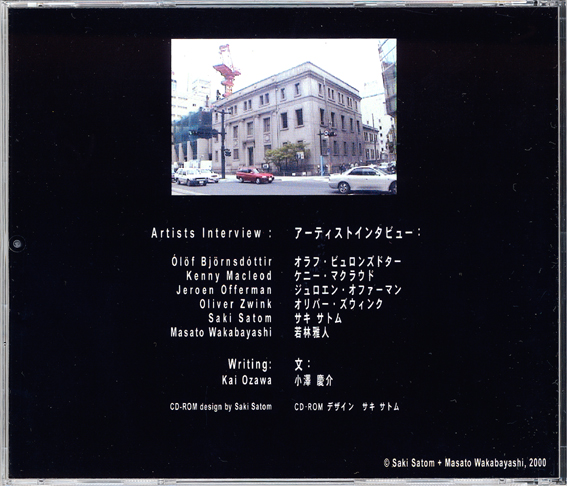 Artists Interview : アーティストインタビュー：
Ólöf Björnsdóttir オラフ・ビュロンズドター
Kenny Macleod ケニー・マクラウド
Jeroen Offerman ジュロエン・オファーマン
Oliver Zwink オリバー・ズウィンク
Saki Satom サキ サトム
Masato Wakabayashi 若林雅人
Writing: 文：
Kai Ozawa 小澤 慶介
CD-ROM design by Saki Satom CD-ROM デザイン サキ サトム
© Saki Satom + Masato Wakabayashi, 2000